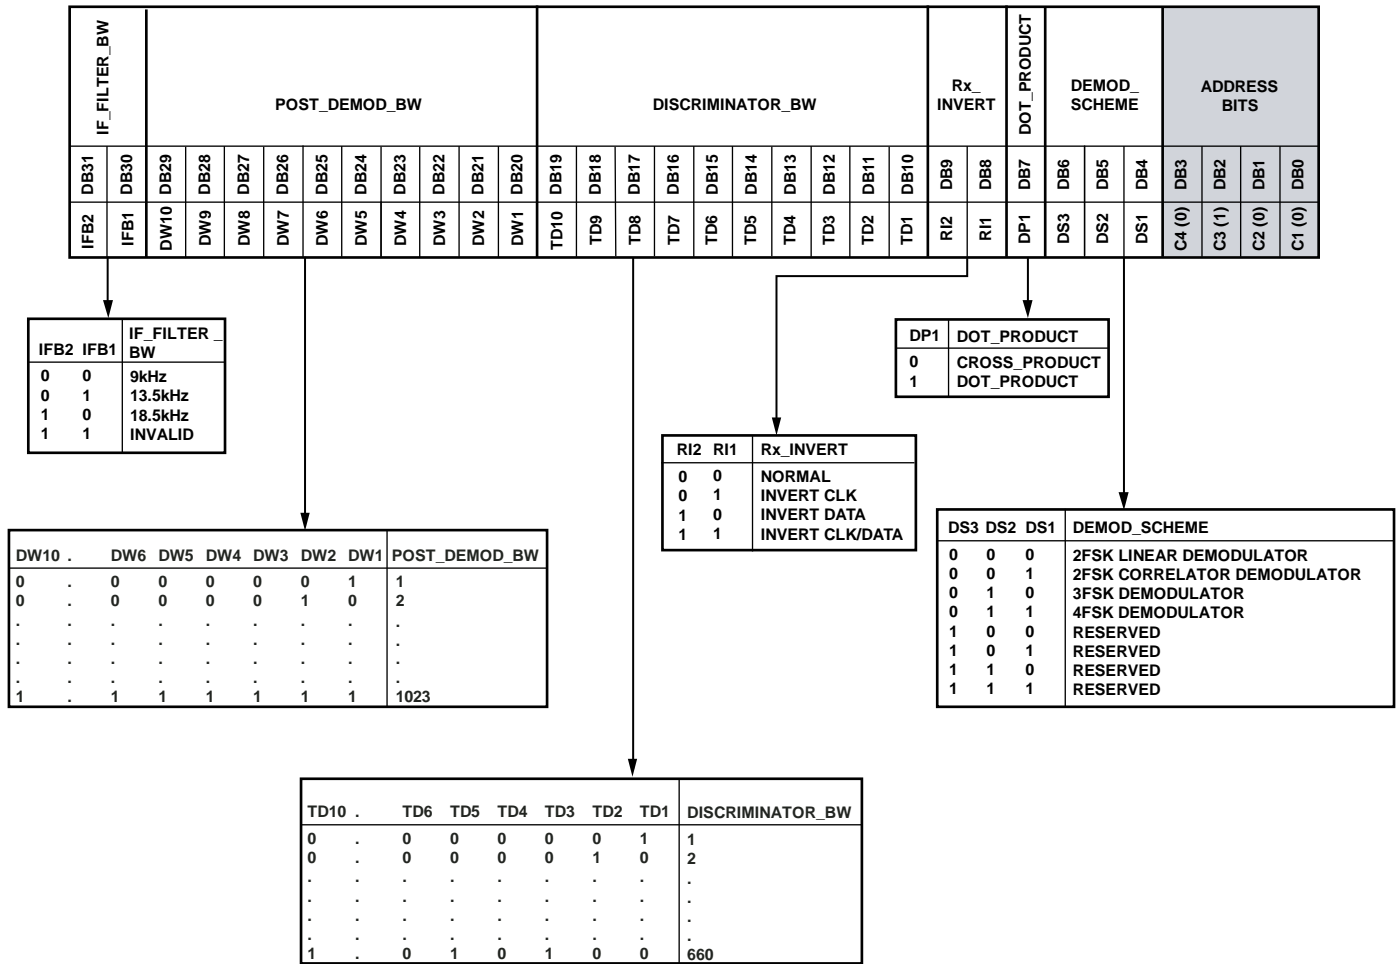 IF_FILTER_BW
POST_DEMOD_BW
DISCRIMINATOR_BW
Rx_
INVERT
DOT_PRODUCT
DEMOD_
SCHEME
ADDRESS
BITS
DB31 DB30 DB29 DB28 DB27 DB26 DB25 DB24 DB23 DB22 DB21 DB20 DB19 DB18 DB17 DB16 DB15 DB14 DB13 DB12 DB11 DB10 DB9 DB8 DB7 DB6 DB5 DB4 DB3 DB2 DB1 DB0
IFB2 IFB1 DW10 DW9 DW8 DW7 DW6 DW5 DW4 DW3 DW2 DW1 TD10 TD9 TD8 TD7 TD6 TD5 TD4 TD3 TD2 TD1 RI2 RI1 DP1 DS3 DS2 DS1 C4 (0) C3 (1) C2 (0) C1 (0)
IFB2 IFB1 IF_FILTER _
BW
0 0 9kHz
0 1 13.5kHz
1 0 18.5kHz
1 1 INVALID
DP1 DOT_PRODUCT
0 CROSS_PRODUCT
1 DOT_PRODUCT
RI2 RI1 Rx_INVERT
0 0 NORMAL
0 1 INVERT CLK
1 0 INVERT DATA
1 1 INVERT CLK/DATA
DS3 DS2 DS1 DEMOD_SCHEME
0 0 0 2FSK LINEAR DEMODULATOR
0 0 1 2FSK CORRELATOR DEMODULATOR
0 1 0 3FSK DEMODULATOR
0 1 1 4FSK DEMODULATOR
1 0 0 RESERVED
1 0 1 RESERVED
1 1 0 RESERVED
1 1 1 RESERVED
DW10 . DW6 DW5 DW4 DW3 DW2 DW1 POST_DEMOD_BW
0 . 0 0 0 0 0 1 1
0 . 0 0 0 0 1 0 2
. . . . . . . . .
. . . . . . . . .
. . . . . . . . .
. . . . . . . . .
1 . 1 1 1 1 1 1 1023
TD10 . TD6 TD5 TD4 TD3 TD2 TD1 DISCRIMINATOR_BW
0 . 0 0 0 0 0 1 1
0 . 0 0 0 0 1 0 2
. . . . . . . . .
. . . . . . . . .
. . . . . . . . .
. . . . . . . . .
1 . 0 1 0 1 0 0 660